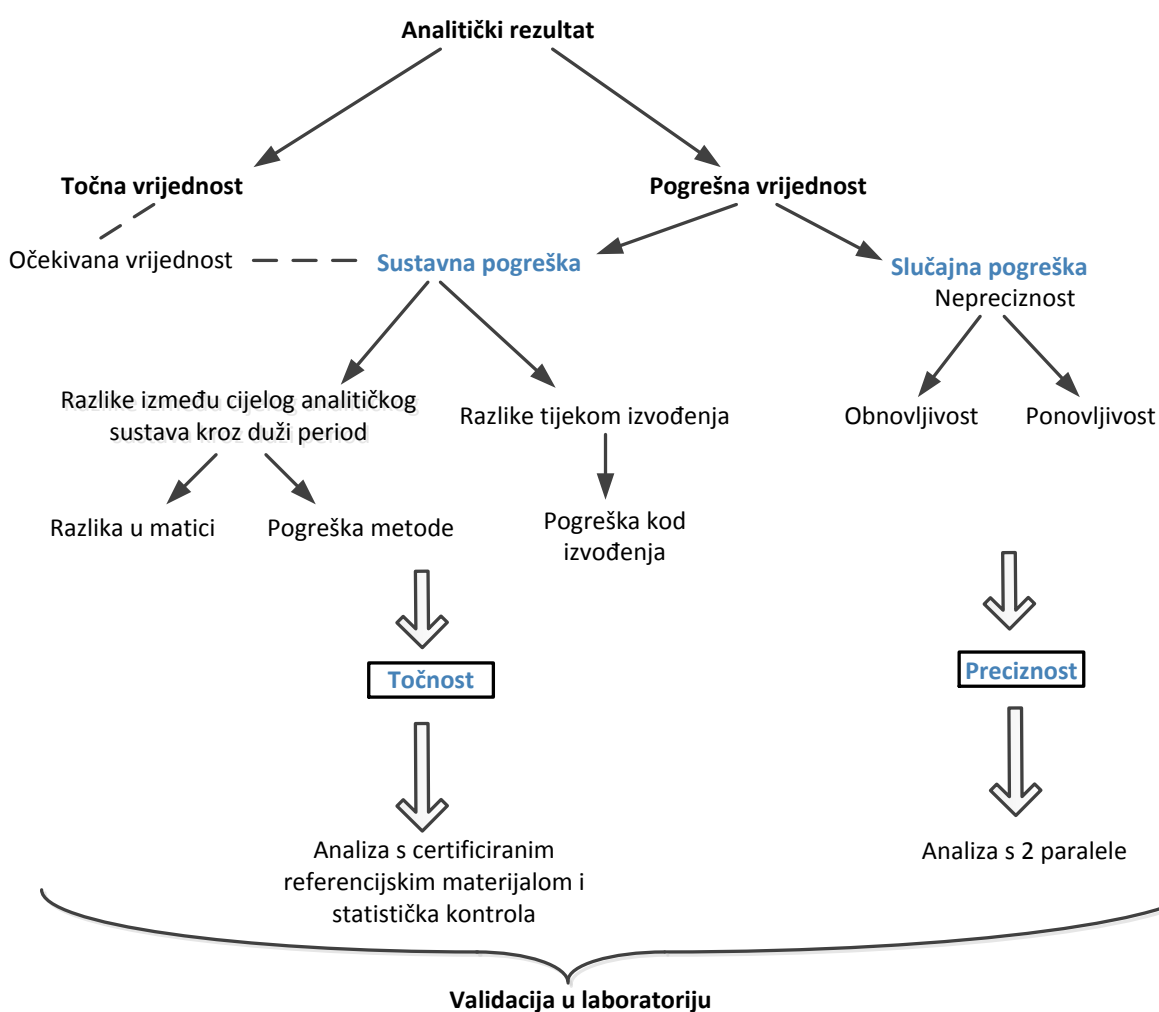 Analitički rezultat
Točna vrijednost
Pogrešna vrijednost
Očekivana vrijednost
Sustavna pogreška
Slučajna pogreška
Nepreciznost
Razlike između cijelog analitičkog
sustava kroz duži period
Razlike tijekom izvođenja
Obnovljivost
Ponovljivost
Razlika u matici
Pogreška metode
Pogreška kod
izvođenja
Točnost
Preciznost
Analiza s certificiranim
referencijskim materijalom i
statistička kontrola
Analiza s 2 paralele
Validacija u laboratoriju